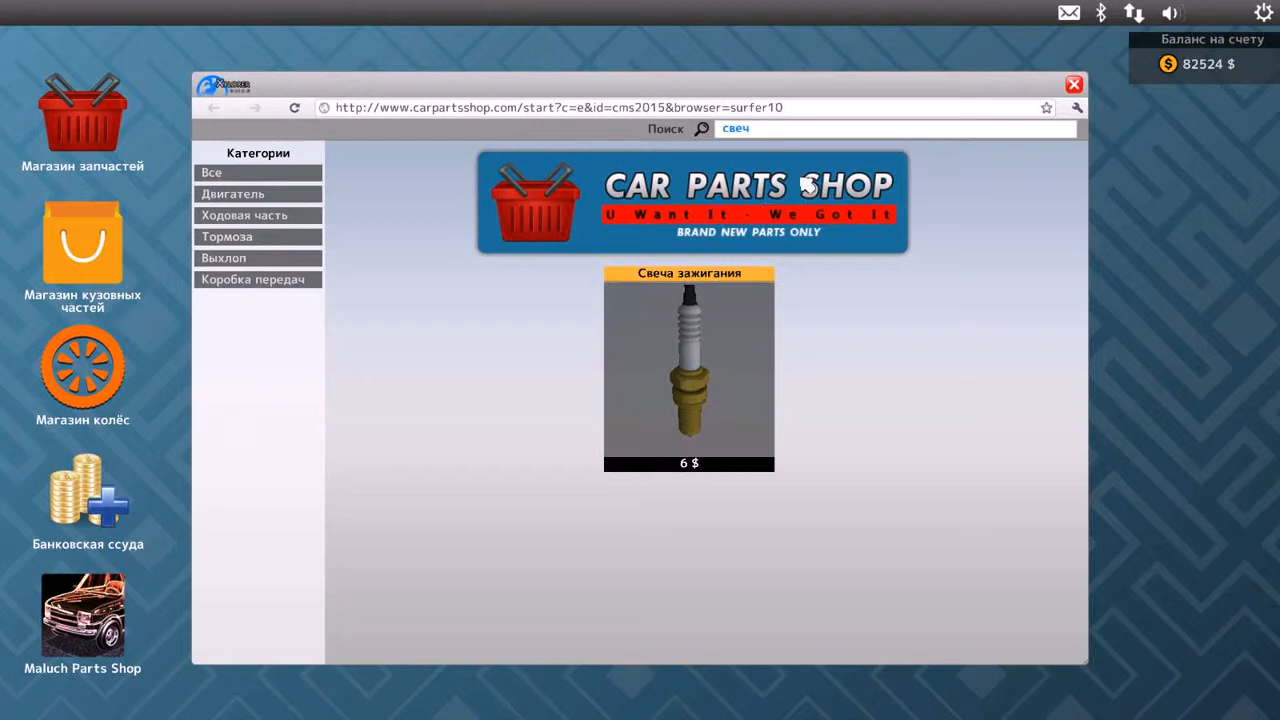 Баланс на счету
82524 $
XPLORER
http://www.carpartsshop.com/start?c=e&id=cms2015&browser=surfer10
Поиск
свеч
Категории
Все
Двигатель
Ходовая часть
Тормоза
Выхлоп
Коробка передач
CAR PARTS SHOP
U Want It - We Got It
BRAND NEW PARTS ONLY
Свеча зажигания
6 $
Магазин запчастей
Магазин кузовных
частей
Магазин колёс
Банковская ссуда
Maluch Parts Shop